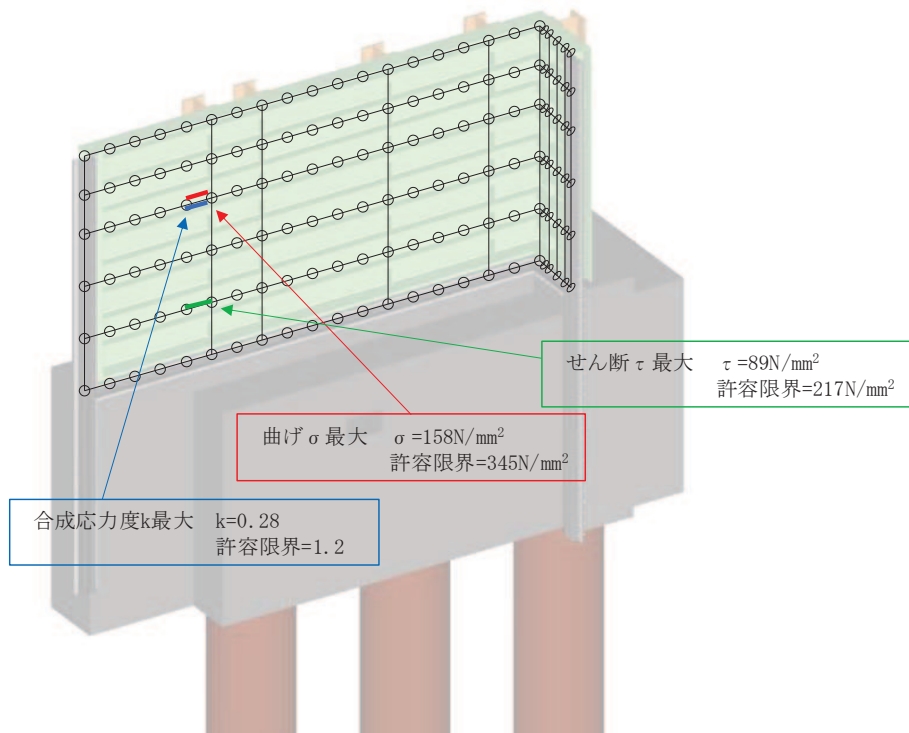 せん断τ最大 τ=89N/mm²
許容限界=217N/mm²
曲げσ最大 σ=158N/mm²
許容限界=345N/mm²
合成応力度k最大 k=0.28
許容限界=1.2